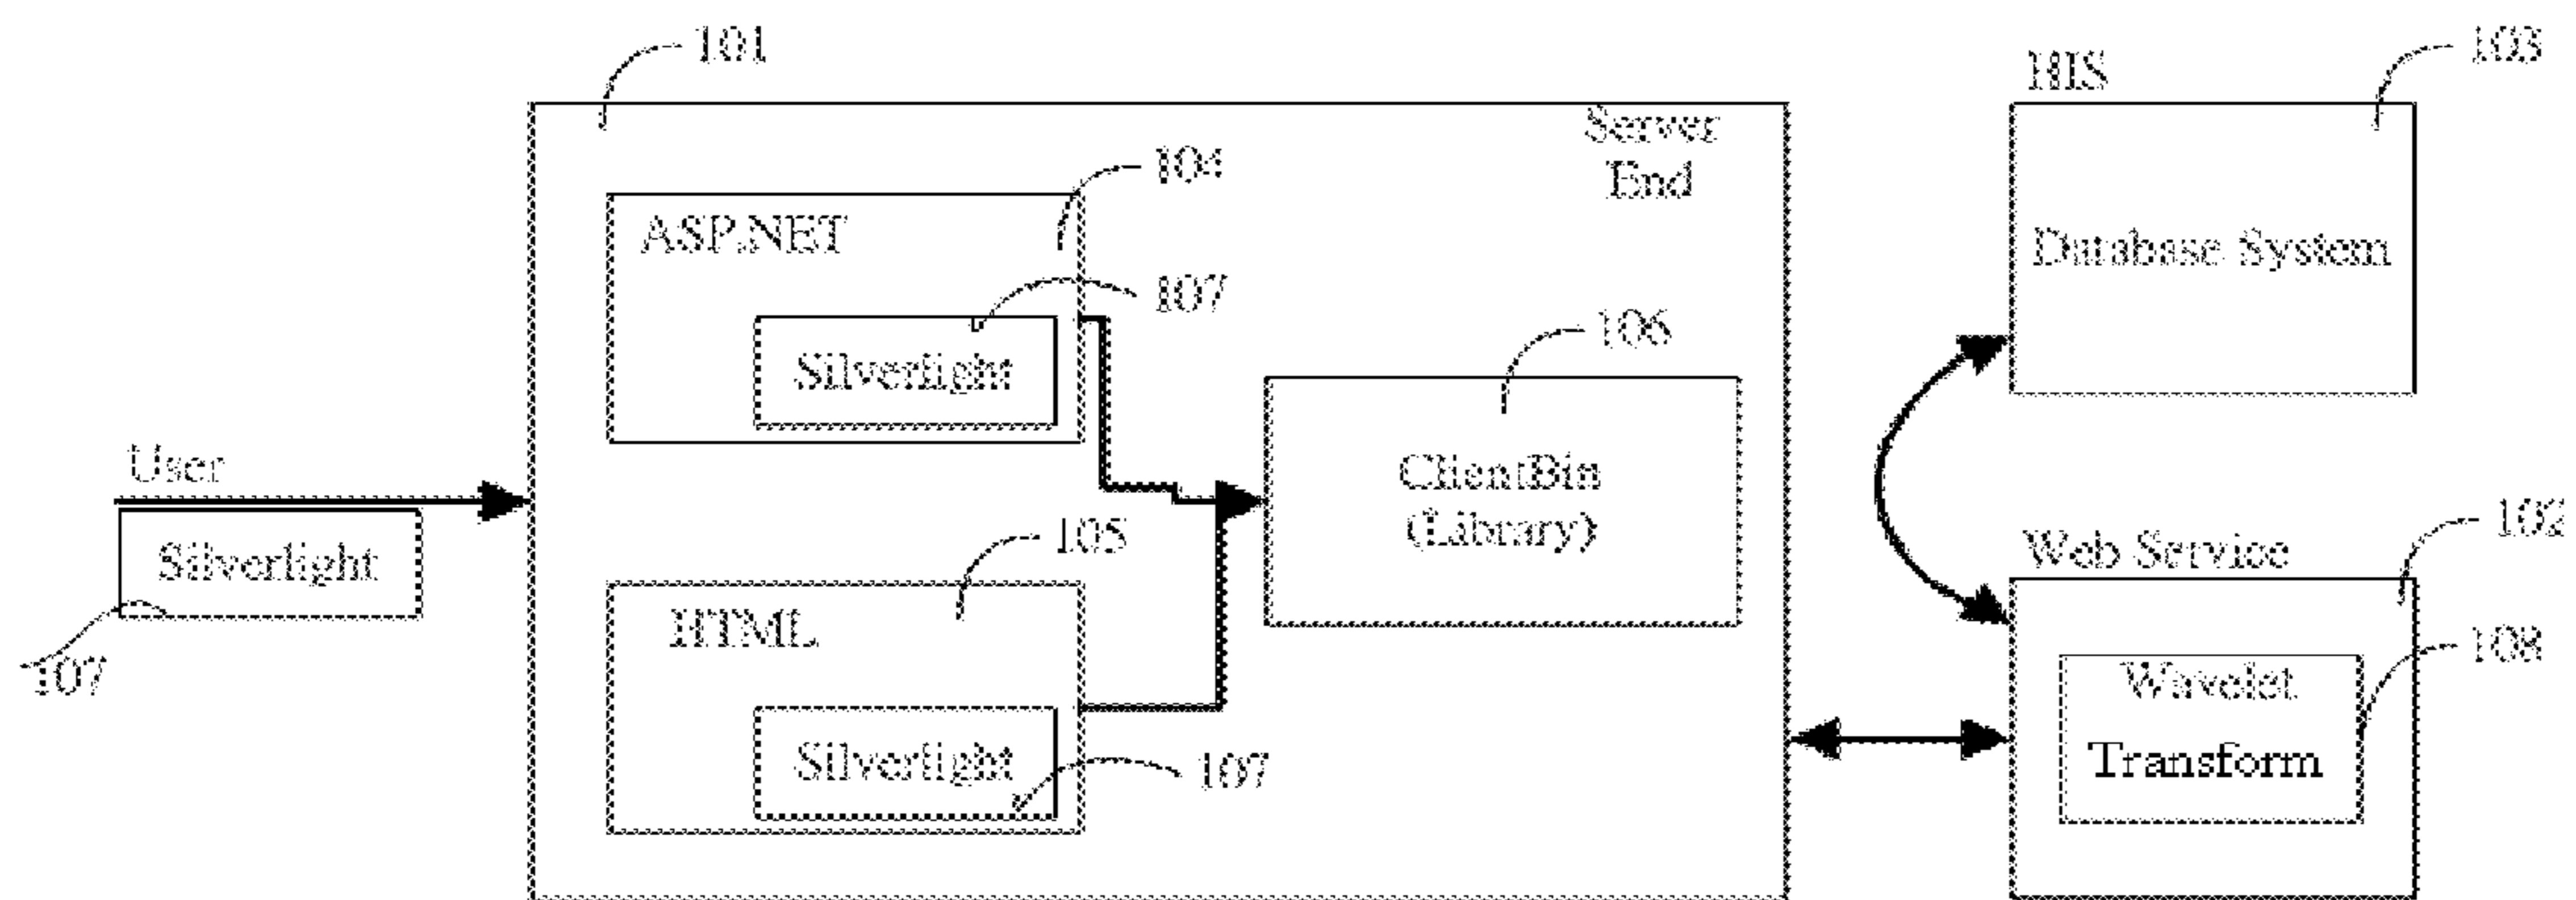 101
HIS
103
Server
End
104
ASP.NET
Database System
107
106
Silverlight
User
ClientBin
(Library)
102
105
Web Service
Silverlight
HTML
108
107
Wavelet
Silverlight
107
Transform